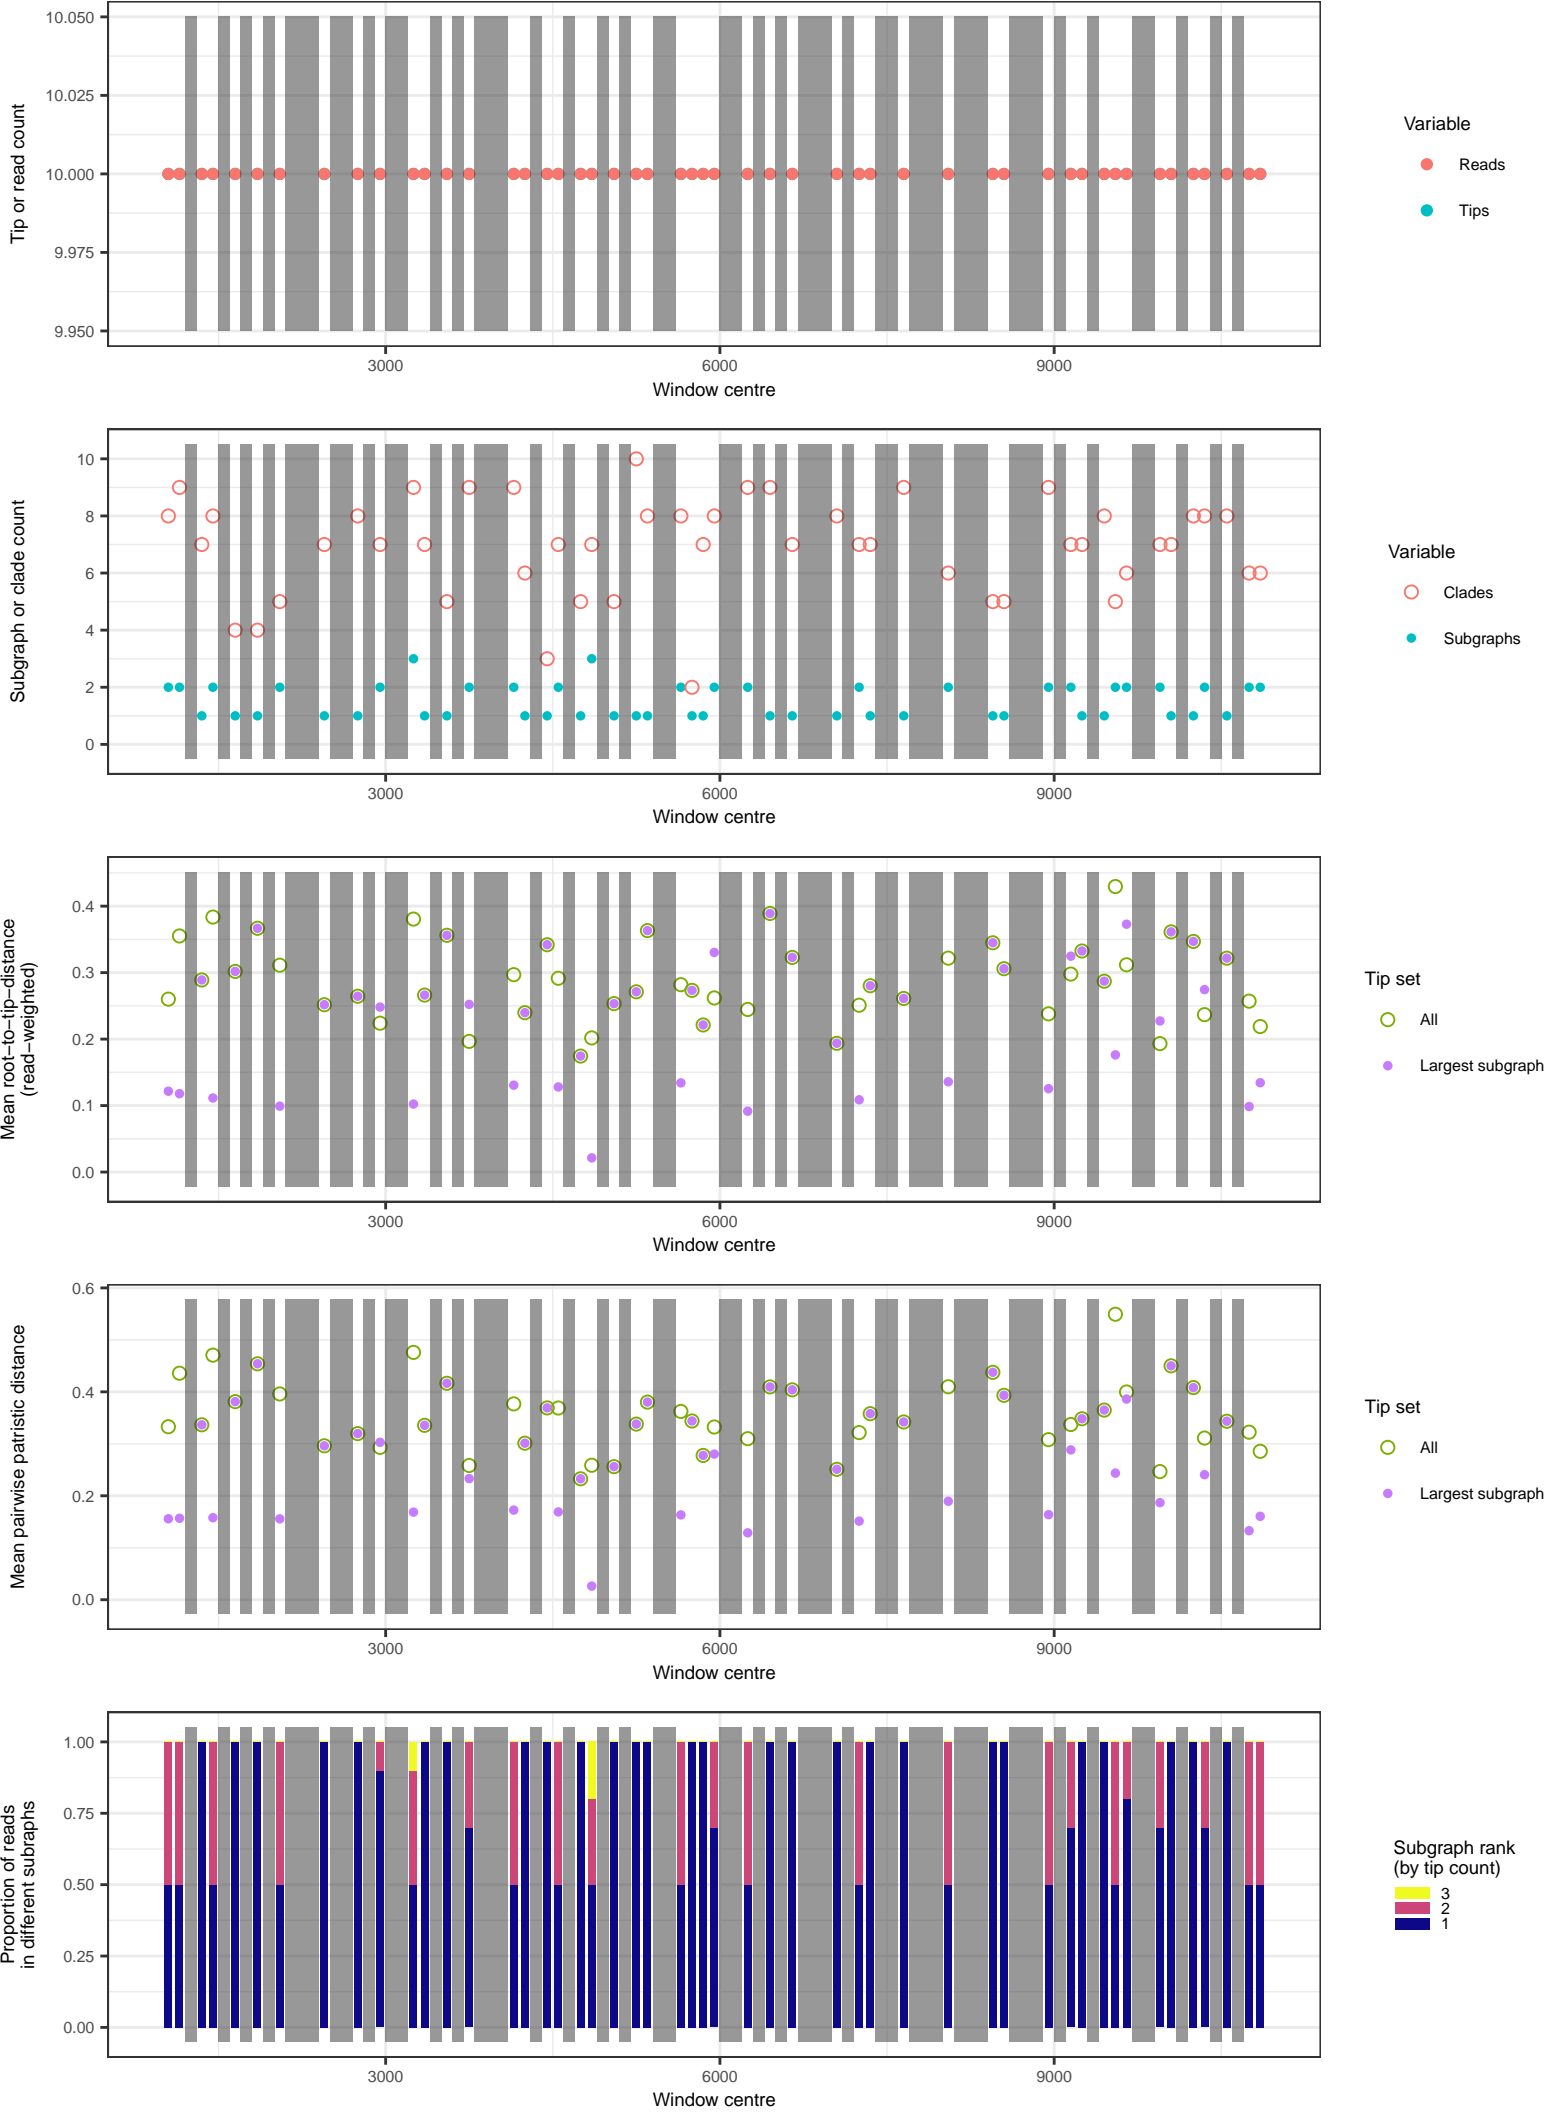 10.050
10.025
10.000
9.975
9.950
Tip or read count
3000
6000
9000
Window centre
Variable
Reads
Tips
10
8
6
4
2
0
Subgraph or clade count
3000
6000
9000
Window centre
Variable
Clades
Subgraphs
0.4
0.3
0.2
0.1
0.0
Mean root−to−tip−distance
(read−weighted)
3000
6000
9000
Window centre
Tip set
All
Largest subgraph
0.6
0.4
0.2
0.0
Mean pairwise patristic distance
3000
6000
9000
Window centre
Tip set
All
Largest subgraph
1.00
0.75
0.50
0.25
0.00
Proportion of reads
in different subraphs
3000
6000
9000
Window centre
Subgraph rank
(by tip count)
3
2
1